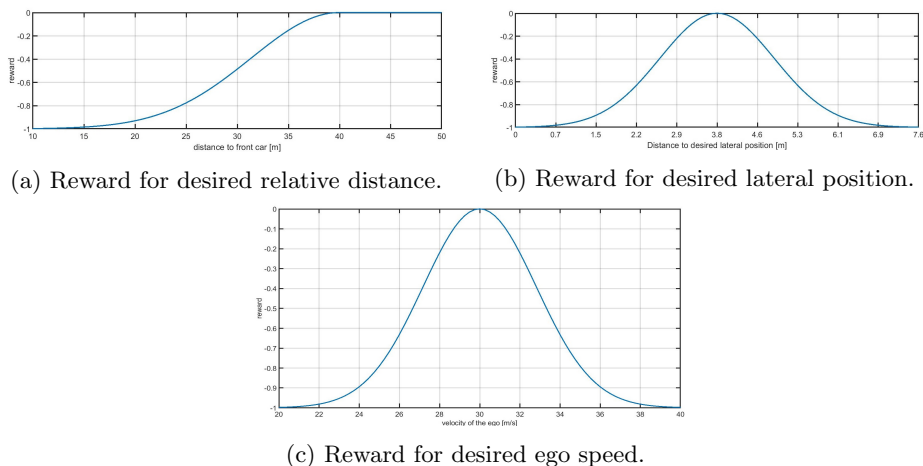 0
-0.2
-0.4
-0.6
-0.8
-1
reward
10 15 20 25 30 35 40 45 50
distance to front car [m]
(a) Reward for desired relative distance.
0
-0.2
-0.4
-0.6
-0.8
-1
reward
0 0.7 1.5 2.2 2.9 3.8 4.6 5.3 6.1 6.9 7.6
Distance to desired lateral position [m]
(b) Reward for desired lateral position.
0
-0.1
-0.2
-0.3
-0.4
-0.5
-0.6
-0.7
-0.8
-0.9
-1
reward
20 22 24 26 28 30 32 34 36 38 40
velocity of the ego [m/s]
(c) Reward for desired ego speed.